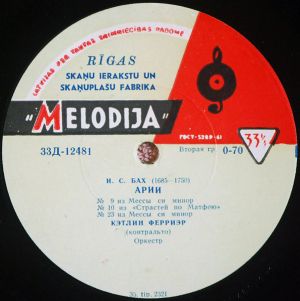 LATVIJAS PSR TAUTAS SAIMNIECĪBAS PADOME
RĪGAS
SKAŅU IERAKSTU UN
SKAŅUPLAŠU FABRIKA
"MELODIJA"
ГОСТ-5289-61
33⅓
33Д-12481
Вторая гр. 0-70
И. С. БАХ (1685—1750)
АРИИ
№ 9 из Мессы си минор
№ 10 из «Страстей по Матфею»
№ 23 из Мессы си минор
КЭТЛИН ФЕРРИЭР
(контральто)
Оркестр
tip. 2321